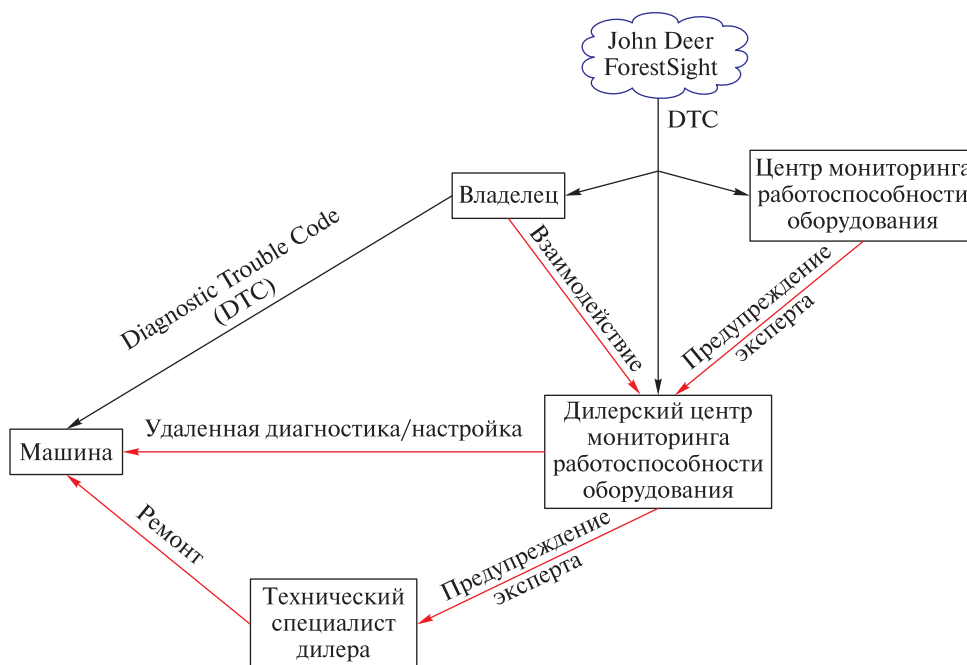 John Deer
ForestSight
DTC
Центр мониторинга
работоспособности
оборудования
Владелец
Diagnostic Trouble Code
(DTC)
Взаимодействие
Предупреждение
эксперта
Удаленная диагностика/настройка
Машина
Дилерский центр
мониторинга
работоспособности
оборудования
Ремонт
Предупреждение
эксперта
Технический
специалист
дилера